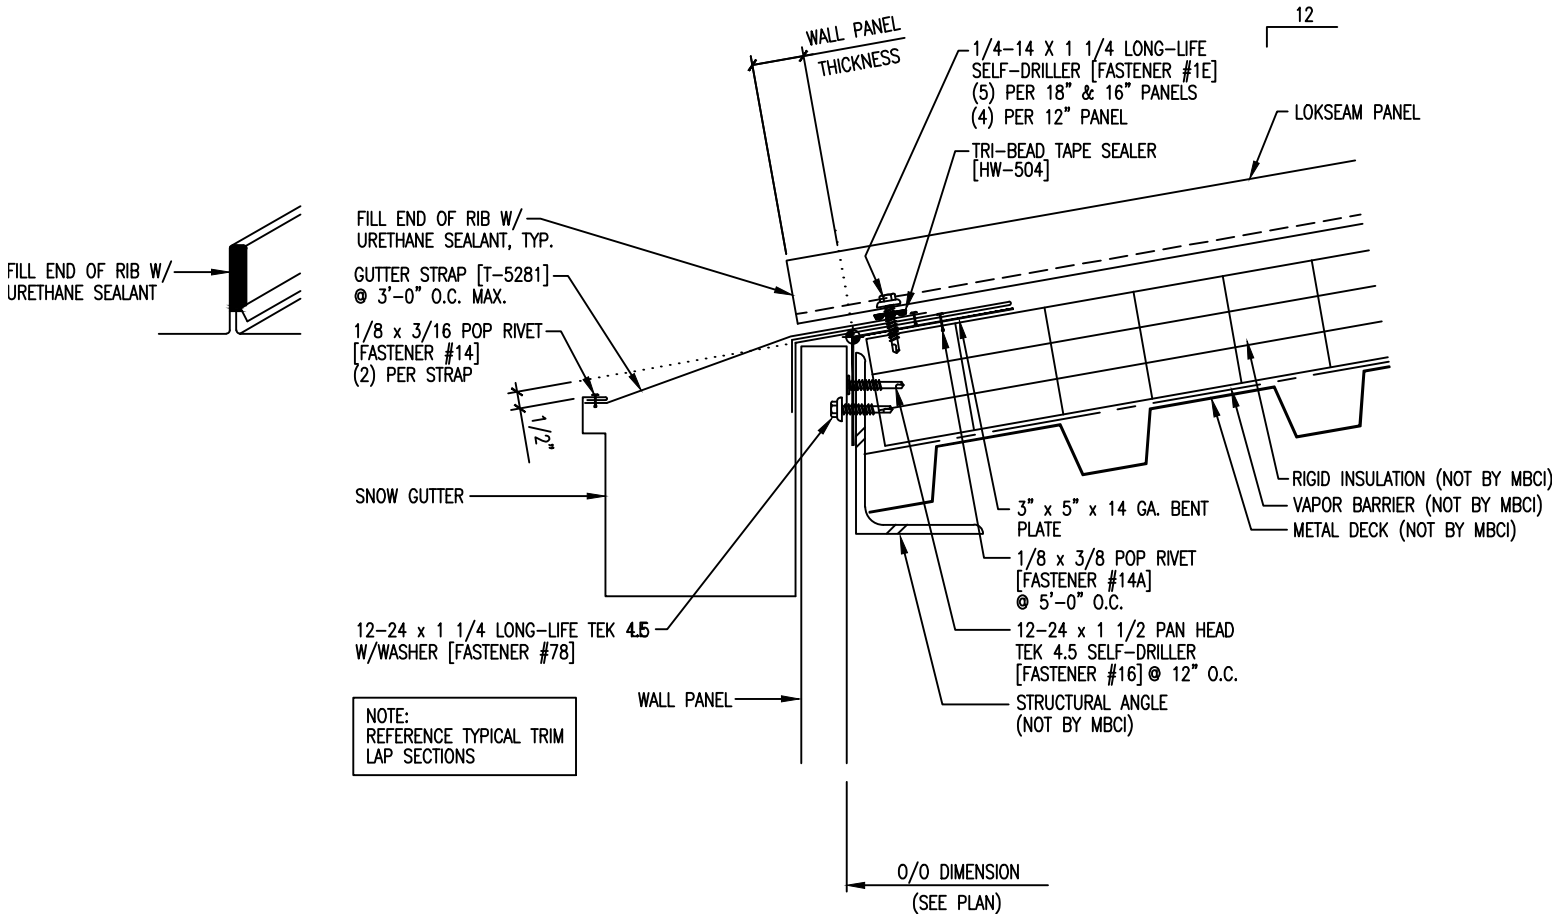 12
WALL PANEL
THICKNESS
1/4-14 X 1 1/4 LONG-LIFE
SELF-DRILLER [FASTENER #1E]
(5) PER 18" & 16" PANELS
(4) PER 12" PANEL
LOKSEAM PANEL
TRI-BEAD TAPE SEALER
[HW-504]
FILL END OF RIB W/
URETHANE SEALANT, TYP.
FILL END OF RIB W/
URETHANE SEALANT
GUTTER STRAP [T-5281]
@ 3'-0" O.C. MAX.
1/8 x 3/16 POP RIVET
[FASTENER #14]
(2) PER STRAP
1/2"
SNOW GUTTER
RIGID INSULATION (NOT BY MBCI)
VAPOR BARRIER (NOT BY MBCI)
METAL DECK (NOT BY MBCI)
3" x 5" x 14 GA. BENT
PLATE
1/8 x 3/8 POP RIVET
[FASTENER #14A]
@ 5'-0" O.C.
12-24 x 1 1/4 LONG-LIFE TEK
W/WASHER [FASTENER #78]
12-24 x 1 1/2 PAN HEAD
TEK 4.5 SELF-DRILLER
[FASTENER #16] @ 12" O.C.
WALL PANEL
STRUCTURAL ANGLE
(NOT BY MBCI)
NOTE:
REFERENCE TYPICAL TRIM
LAP SECTIONS
O/O DIMENSION
(SEE PLAN)